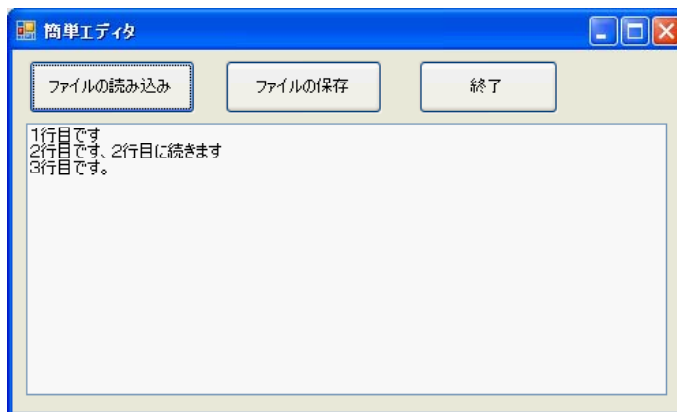 簡単エディタ
ファイルの読み込み ファイルの保存 終了
1行目です
2行目です、2行目に続きます
3行目です。